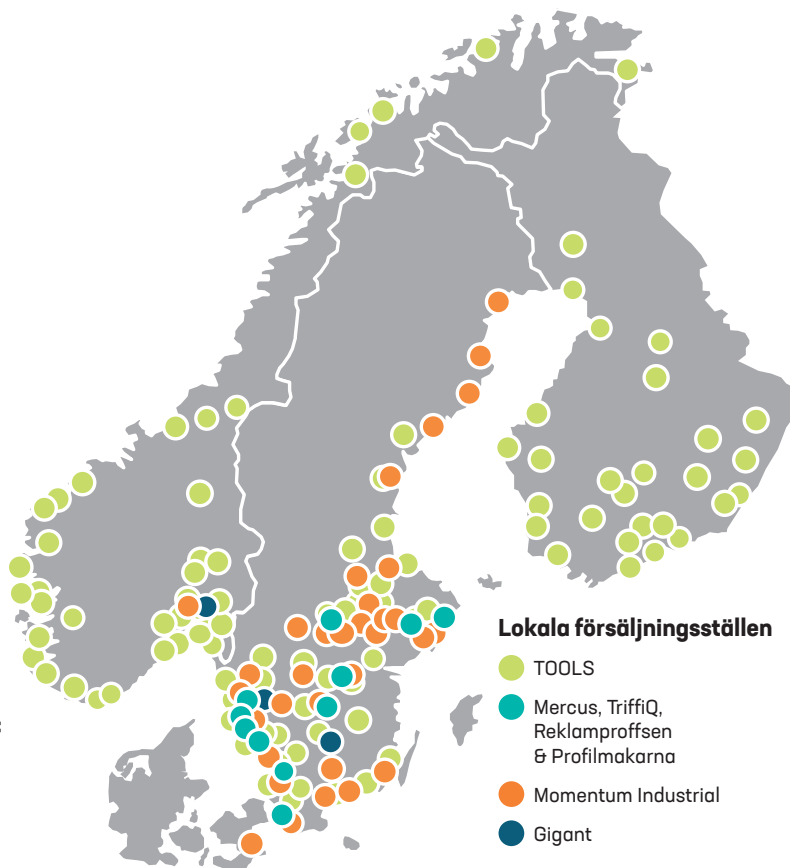 Lokala försäljningsställen
TOOLS
Mercus, TriffiQ,
Reklamproffsen
& Profilmakarna
Momentum Industrial
Gigant